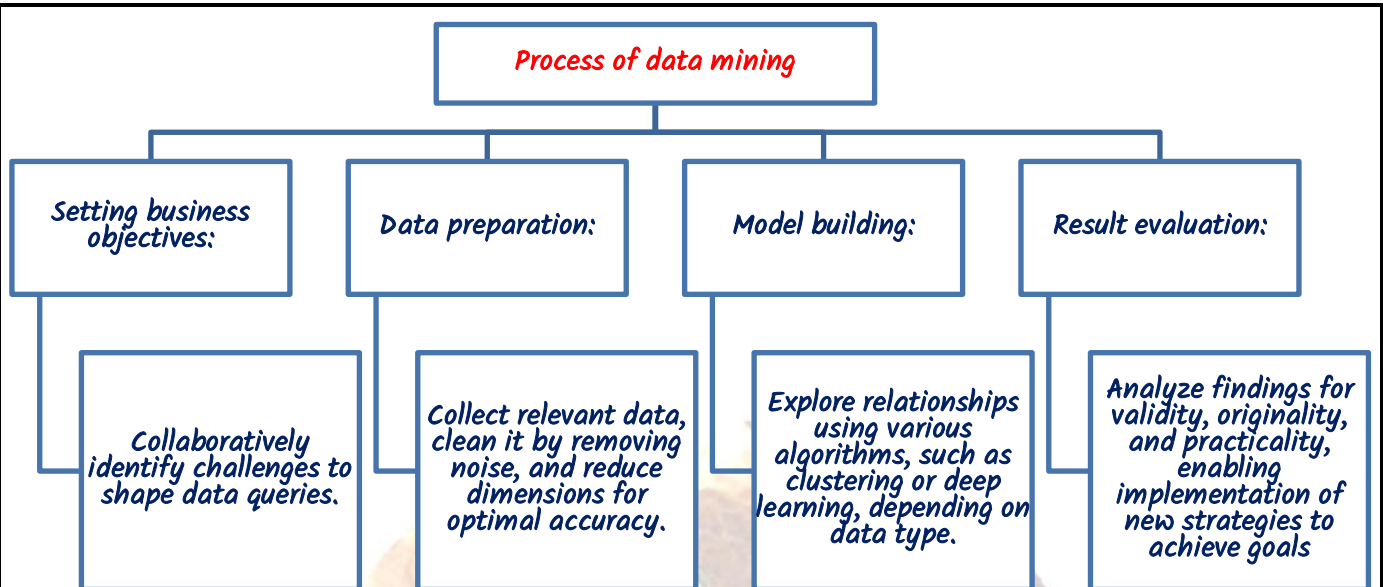 Process of data mining
Setting business
objectives:
Data preparation:
Model building:
Result evaluation:
Collaboratively
identify challenges to
shape data queries.
Collect relevant data,
clean it by removing
noise, and reduce
dimensions for
optimal accuracy.
Explore relationships
using various
algorithms, such as
clustering or deep
learning, depending on
data type.
Analyze findings for
validity, originality,
and practicality,
enabling
implementation of
new strategies to
achieve goals